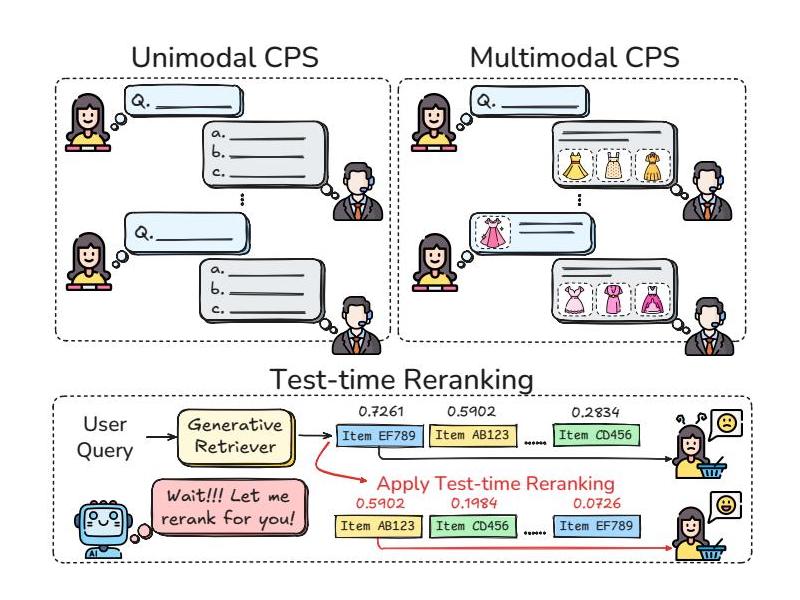 Unimodal CPS
Q.
a.
b.
c.
Q.
a.
b.
c.
Multimodal CPS
Q.
Test-time Reranking
User
Query
Generative
Retriever
0.7261 0.5902 0.2834
Item EF789 Item AB123 ...... Item CD456
Apply Test-time Reranking
Wait!!! Let me
rerank for you!
AI
0.5902 0.1984 0.0726
Item AB123 Item CD456 ...... Item EF789